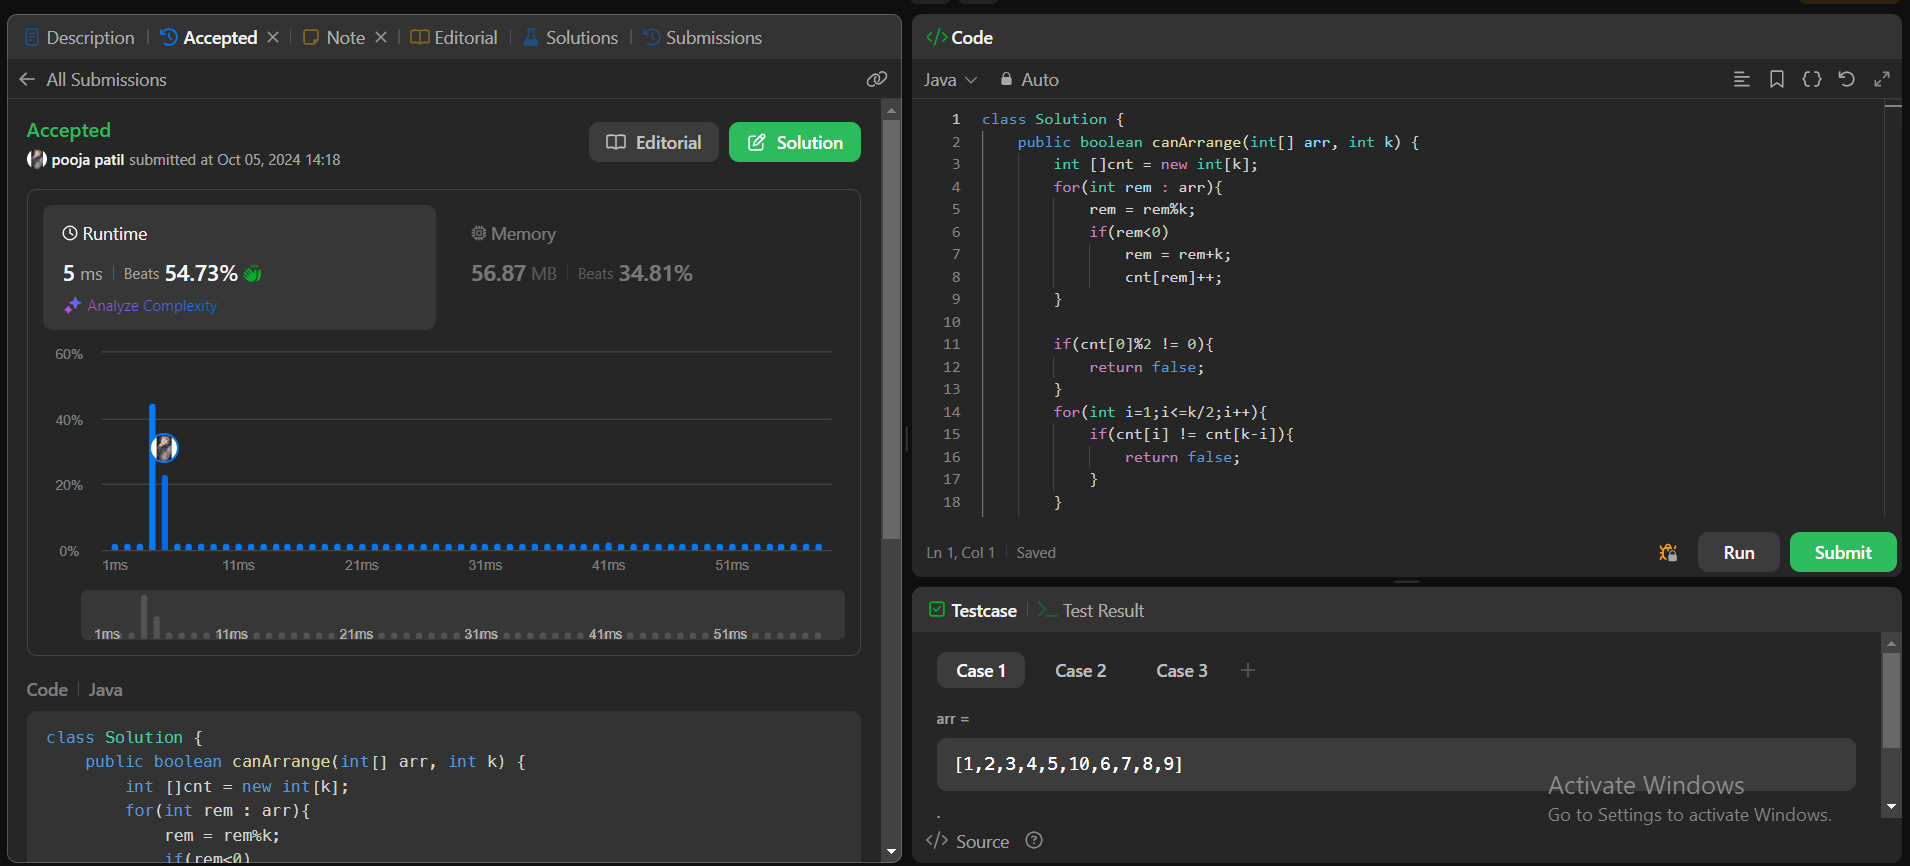 Description Accepted Note Editorial Solutions Submissions
All Submissions
Accepted
pooja patil submitted at Oct 05, 2024 14:18
Editorial
Solution
Runtime
5 ms Beats 54.73%
Analyze Complexity
Memory
56.87 MB Beats 34.81%
60%
40%
20%
0%
1ms 11ms 21ms 31ms 41ms 51ms
1ms 11ms 21ms 31ms 41ms 51ms
Code Java
class Solution {
public boolean canArrange(int[] arr, int k) {
int []cnt = new int[k];
for(int rem : arr){
rem = rem%k;
if(rem<0)
</> Code
Java Auto
1 class Solution {
2 public boolean canArrange(int[] arr, int k) {
3 int []cnt = new int[k];
4 for(int rem : arr){
5 rem = rem%k;
6 if(rem<0)
7 rem = rem+k;
8 cnt[rem]++;
9 }
10
11 if(cnt[0]%2 != 0){
12 return false;
13 }
14 for(int i=1;i<=k/2;i++){
15 if(cnt[i] != cnt[k-i]){
16 return false;
17 }
18 }
Ln 1, Col 1 Saved
Run
Submit
Testcase >_ Test Result
Case 1 Case 2 Case 3 +
arr =
[1,2,3,4,5,10,6,7,8,9]
Activate Windows
Go to Settings to activate Windows.
</> Source ?